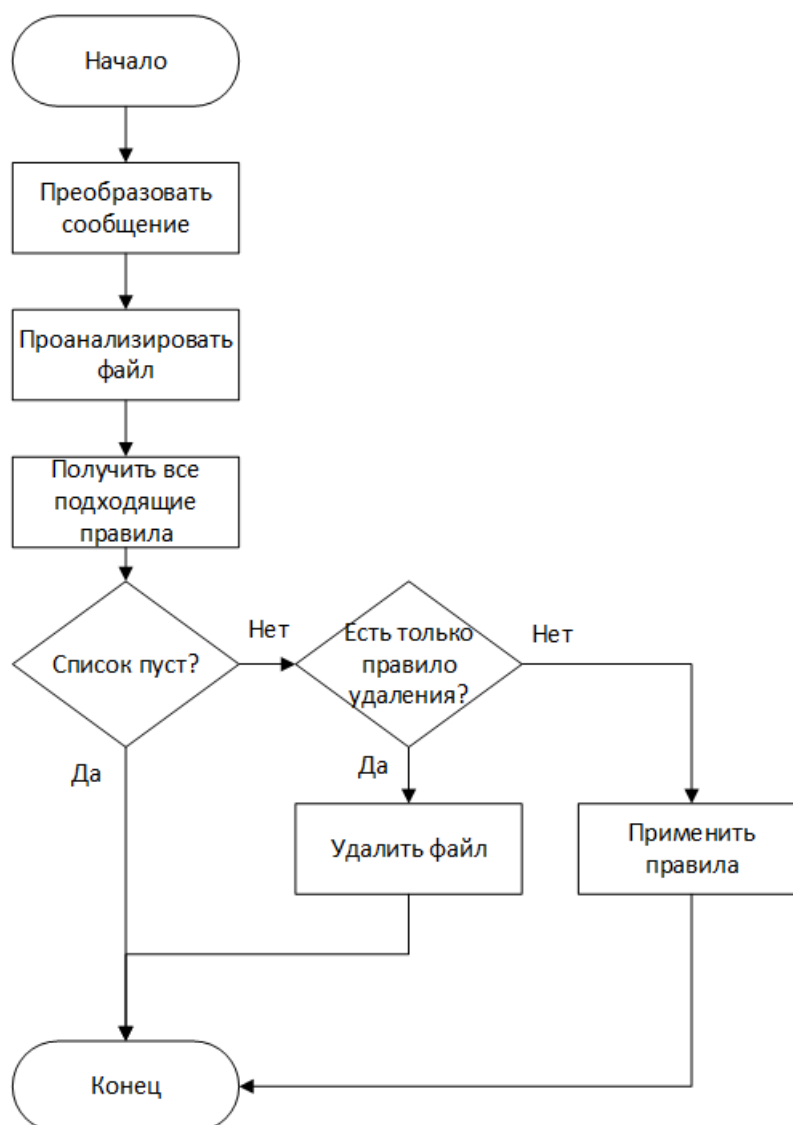 Начало
Преобразовать
сообщение
Проанализировать
файл
Получить все
подходящие
правила
Список пуст?
Нет
Есть только
правило
удаления?
Нет
Да
Да
Удалить файл
Применить
правила
Конец